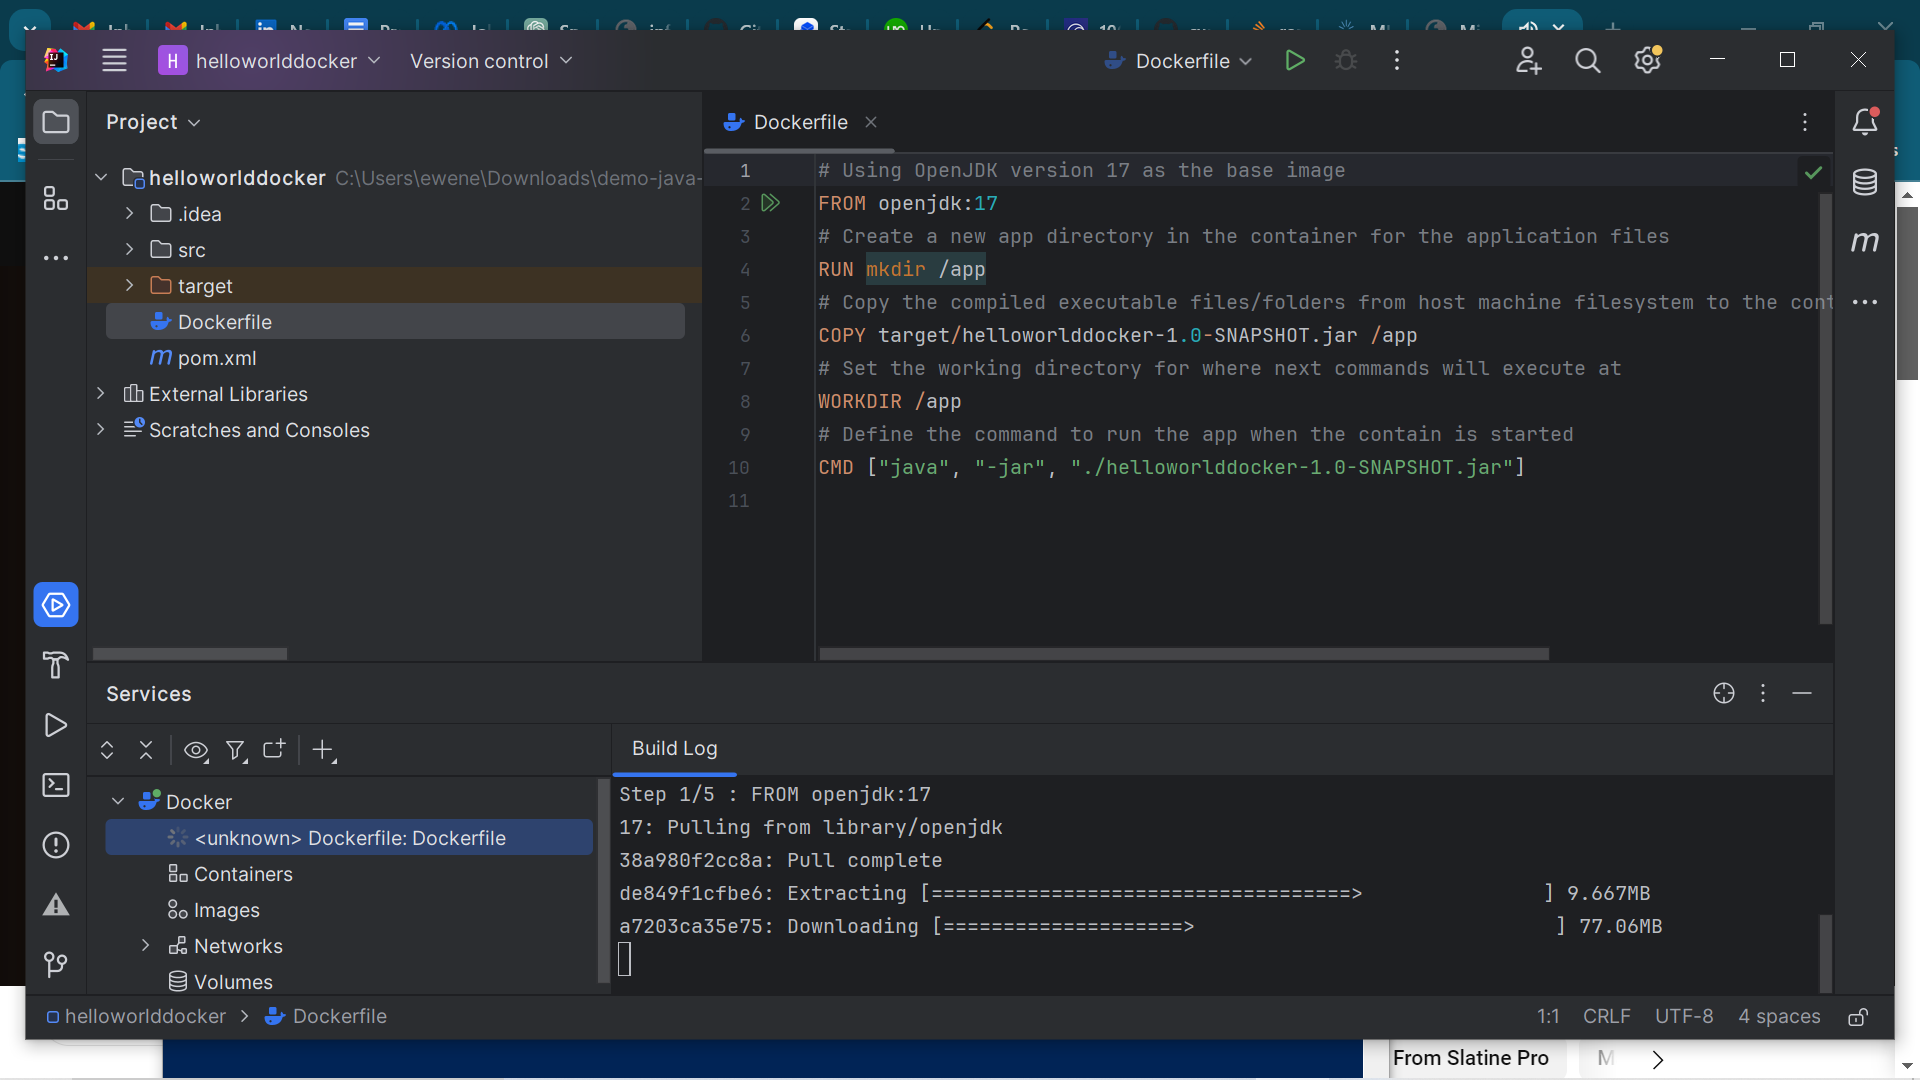 helloworlddocker
Version control
Dockerfile
Project
Dockerfile
helloworlddocker C:\Users\ewene\Downloads\demo-java-
.idea
src
target
Dockerfile
pom.xml
External Libraries
Scratches and Consoles
1 # Using OpenJDK version 17 as the base image
2 FROM openjdk:17
3 # Create a new app directory in the container for the application files
4 RUN mkdir /app
5 # Copy the compiled executable files/folders from host machine filesystem to the cont
6 COPY target/helloworlddocker-1.0-SNAPSHOT.jar /app
7 # Set the working directory for where next commands will execute at
8 WORKDIR /app
9 # Define the command to run the app when the contain is started
10 CMD ["java", "-jar", "./helloworlddocker-1.0-SNAPSHOT.jar"]
11
Services
Build Log
Docker
<unknown> Dockerfile: Dockerfile
Containers
Images
Networks
Volumes
Step 1/5 : FROM openjdk:17
17: Pulling from library/openjdk
38a980f2cc8a: Pull complete
de849f1cfbe6: Extracting [===================================> ] 9.667MB
a7203ca35e75: Downloading [====================> ] 77.06MB
helloworlddocker > Dockerfile
1:1 CRLF UTF-8 4 spaces
From Slatine Pro